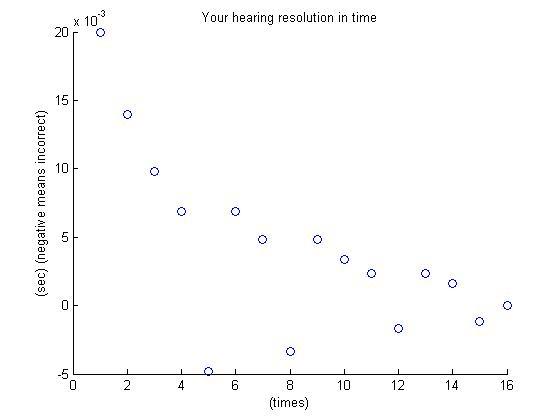 x 10-3
Your hearing resolution in time
20
15
10
5
0
-5
(sec) (negative means incorrect)
0 2 4 6 8 10 12 14 16
(times)